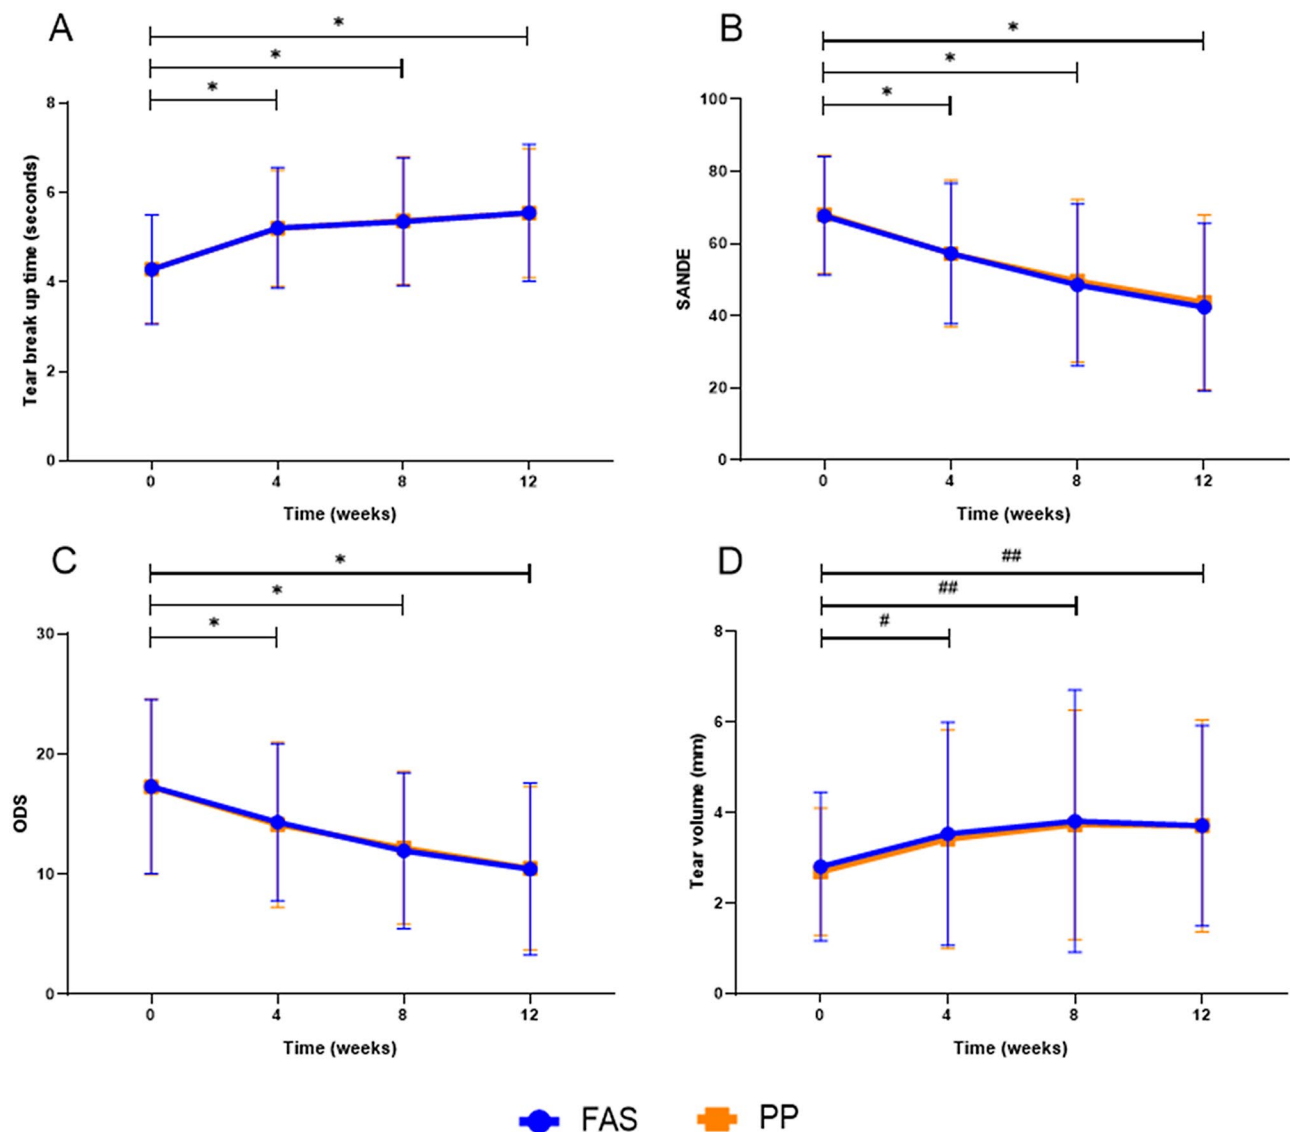 A
*
*
*
8
6
4
2
0
Tear break up time (seconds)
0 4 8 12
Time (weeks)
B
*
*
*
100
80
60
40
20
0
SANDE
0 4 8 12
Time (weeks)
C
*
*
*
30
20
10
0
ODS
0 4 8 12
Time (weeks)
D
##
##
#
8
6
4
2
0
Tear volume (mm)
0 4 8 12
Time (weeks)
FAS PP